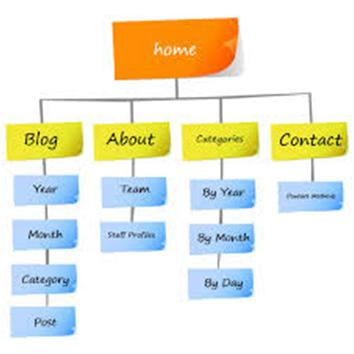 home
Blog
About
Categories
Contact
Year
Team
By Year
Month
Staff Profiles
By Month
Category
By Day
Post